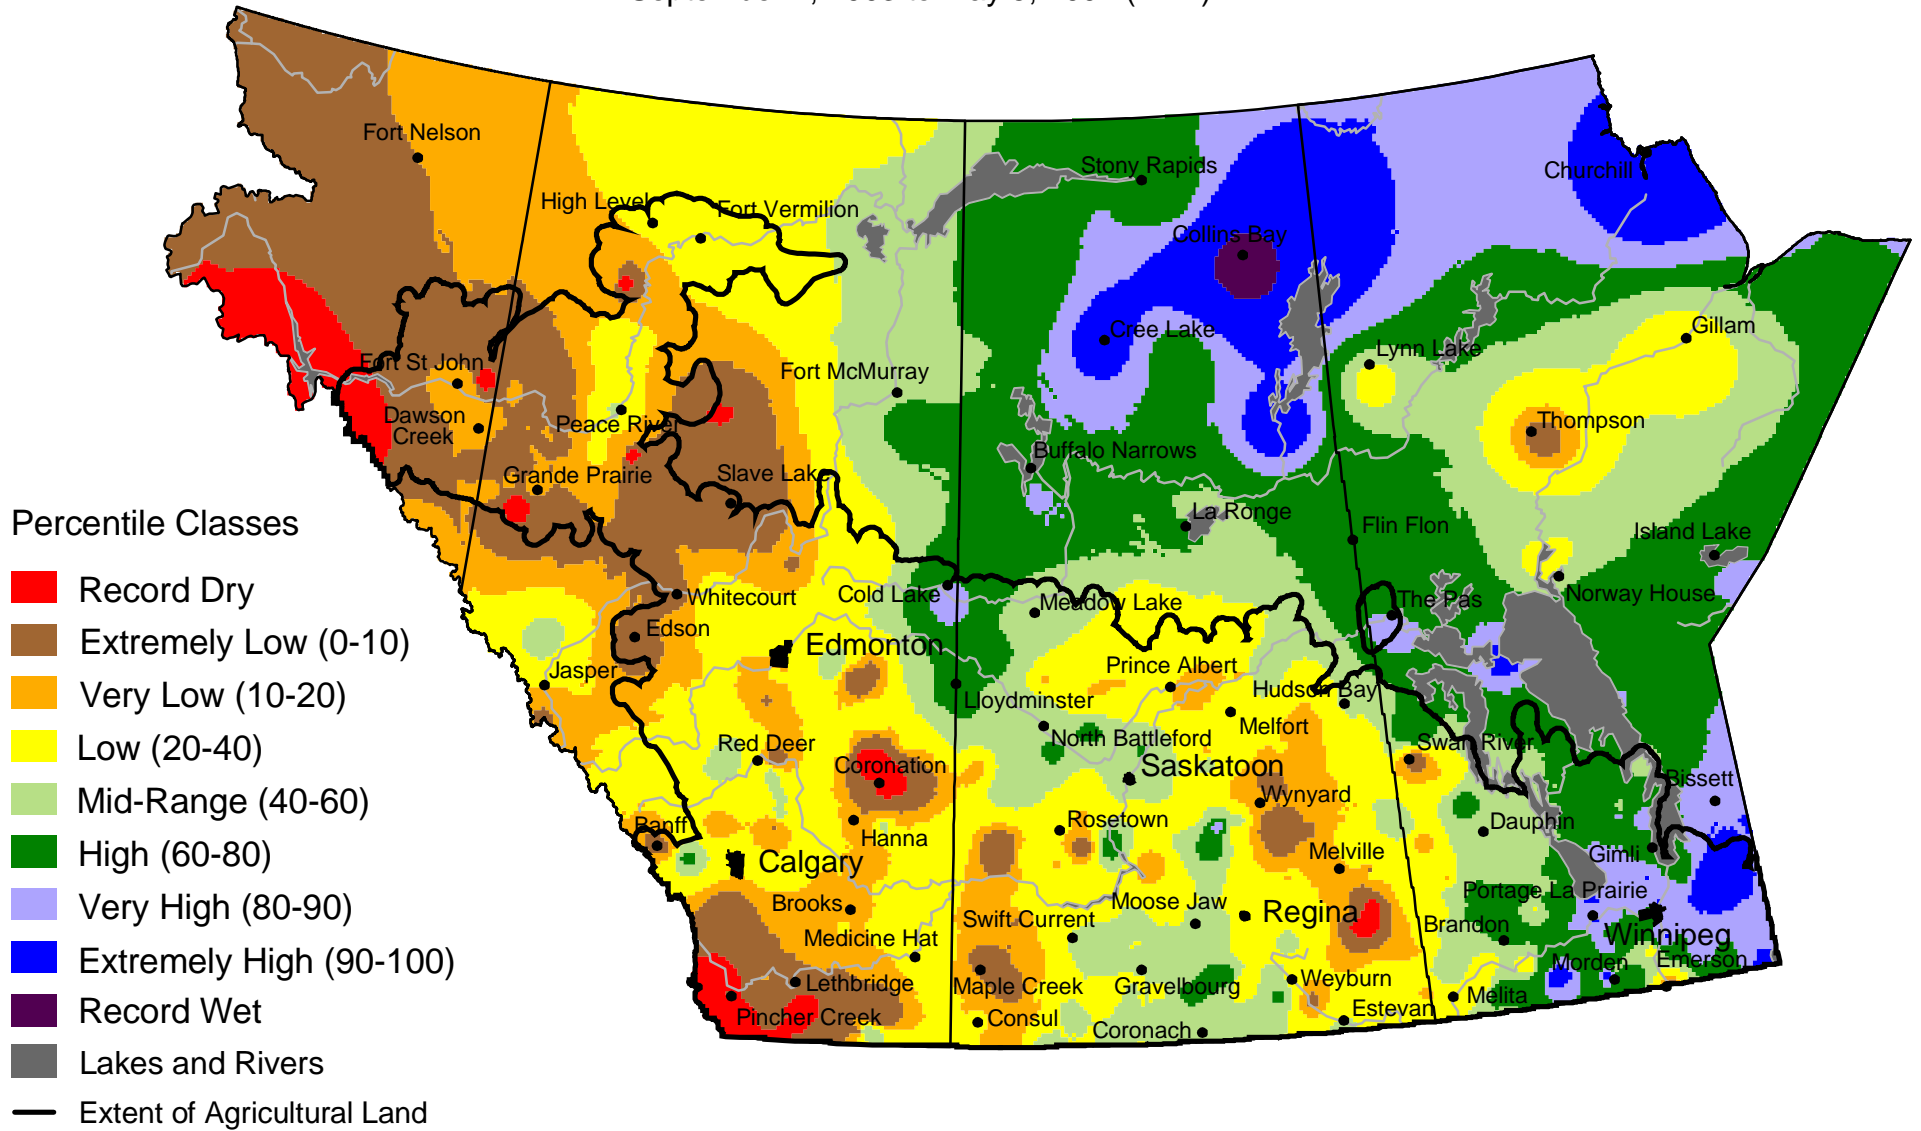 Fort Nelson
Stony Rapids
Churchill
High Level
Fort Vermilion
Collins Bay
Cree Lake
Gillam
Lynn Lake
Fort St John
Fort McMurray
Dawson
Creek
Peace River
Thompson
Buffalo Narrows
Grande Prairie
Slave Lake
La Ronge
Flin Flon
Island Lake
Percentile Classes
Record Dry
Extremely Low (0-10)
Very Low (10-20)
Low (20-40)
Mid-Range (40-60)
High (60-80)
Very High (80-90)
Extremely High (90-100)
Record Wet
Lakes and Rivers
Extent of Agricultural Land
Whitecourt
Cold Lake
Meadow Lake
The Pas
Norway House
Edson
Edmonton
Jasper
Prince Albert
Hudson Bay
Lloydminster
Melfort
North Battleford
Red Deer
Swan River
Coronation
Saskatoon
Bissett
Wynyard
Banff
Hanna
Rosetown
Dauphin
Calgary
Melville
Gimli
Brooks
Moose Jaw
Portage La Prairie
Swift Current
Regina
Brandon
Medicine Hat
Winnipeg
Lethbridge
Maple Creek
Gravelbourg
Weyburn
Morden
Emerson
Pincher Creek
Consul
Coronach
Estevan
Melita